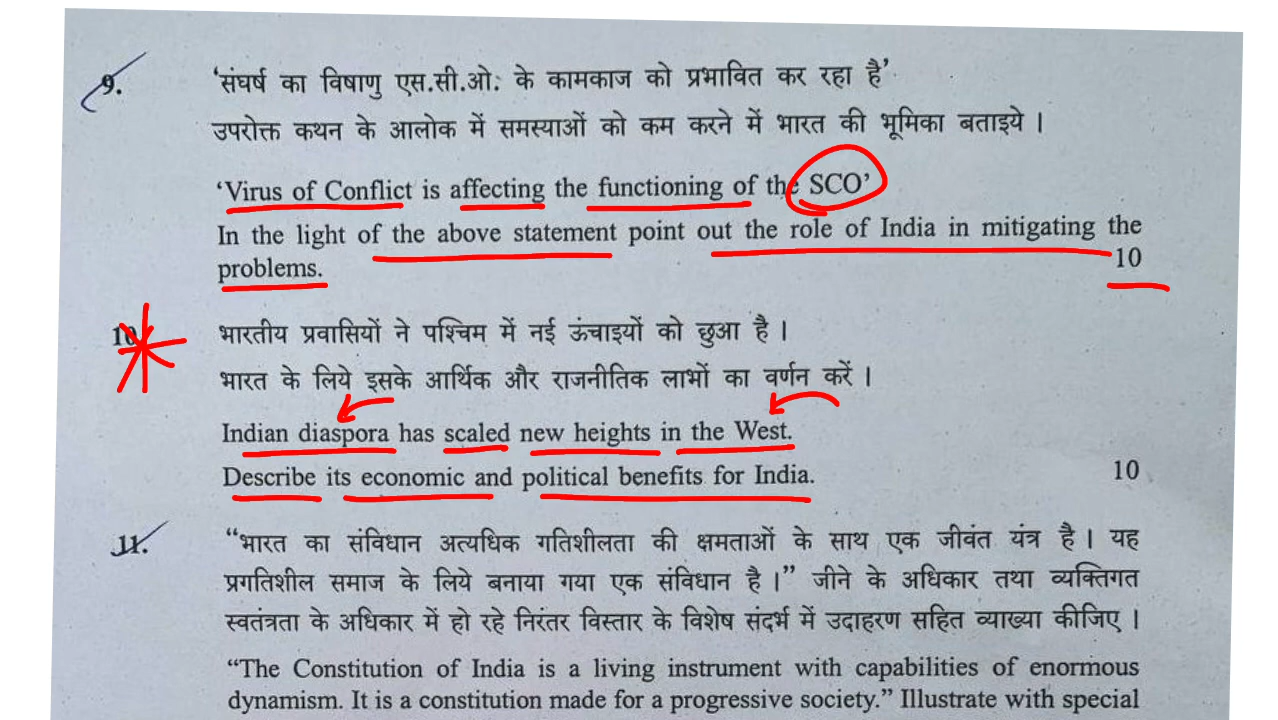 9.
‘संघर्ष का विषाणु एस.सी.ओ. के कामकाज को प्रभावित कर रहा है’
उपरोक्त कथन के आलोक में समस्याओं को कम करने में भारत की भूमिका बताइये ।
‘Virus of Conflict is affecting the functioning of the SCO’
In the light of the above statement point out the role of India in mitigating the
problems. 10
10.
भारतीय प्रवासियों ने पश्चिम में नई ऊंचाइयों को छुआ है ।
भारत के लिये इसके आर्थिक और राजनीतिक लाभों का वर्णन करें ।
Indian diaspora has scaled new heights in the West.
Describe its economic and political benefits for India. 10
11.
“भारत का संविधान अत्यधिक गतिशीलता की क्षमताओं के साथ एक जीवंत यंत्र है । यह
प्रगतिशील समाज के लिये बनाया गया एक संविधान है ।” जीने के अधिकार तथा व्यक्तिगत
स्वतंत्रता के अधिकार में हो रहे निरंतर विस्तार के विशेष संदर्भ में उदाहरण सहित व्याख्या कीजिए ।
“The Constitution of India is a living instrument with capabilities of enormous
dynamism. It is a constitution made for a progressive society.” Illustrate with special